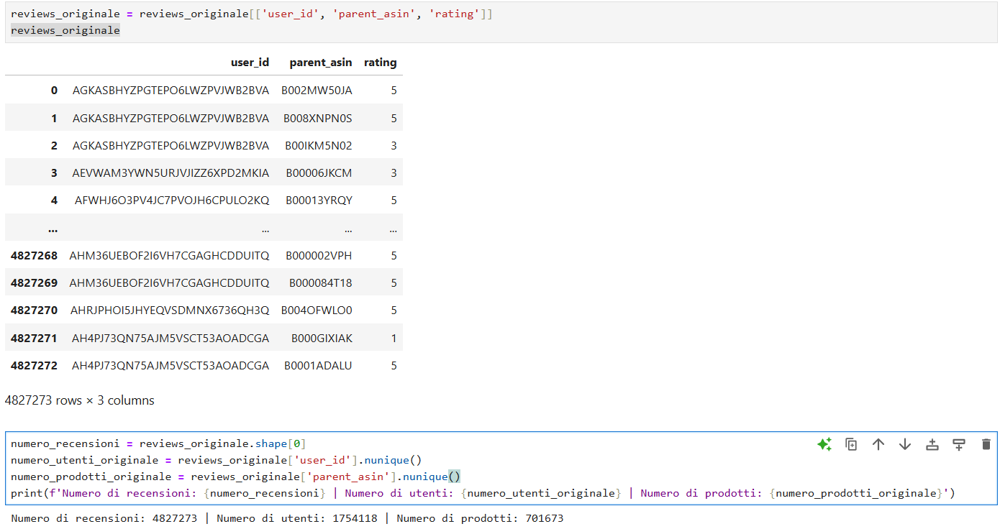 reviews_originale = reviews_originale[['user_id', 'parent_asin', 'rating']]
reviews_originale
user_id parent_asin rating
0 AGKASBHYZPGTEPO6LWZPVJWB2BVA B002MW50JA 5
1 AGKASBHYZPGTEPO6LWZPVJWB2BVA B008XNPN0S 5
2 AGKASBHYZPGTEPO6LWZPVJWB2BVA B00IKM5N02 3
3 AEVWAM3YWN5URJVJIZZ6XPD2MKIA B00006JKCM 3
4 AFWHJ6O3PV4JC7PVOJH6CPULO2KQ B00013YRQY 5
... ... ... ...
4827268 AHM36UEBOF2I6VH7CGAGHCDDUITQ B000002VPH 5
4827269 AHM36UEBOF2I6VH7CGAGHCDDUITQ B000084T18 5
4827270 AHRJPHOI5JHYEQVSDMNX6736QH3Q B004OFWLO0 5
4827271 AH4PJ73QN75AJM5VSCT53AOADCGA B000GIXIAK 1
4827272 AH4PJ73QN75AJM5VSCT53AOADCGA B0001ADALU 5
4827273 rows × 3 columns
numero_recensioni = reviews_originale.shape[0]
numero_utenti_originale = reviews_originale['user_id'].nunique()
numero_prodotti_originale = reviews_originale['parent_asin'].nunique()
print(f'Numero di recensioni: {numero_recensioni} | Numero di utenti: {numero_utenti_originale} | Numero di prodotti: {numero_prodotti_originale}')
Numero di recensioni: 4827273 | Numero di utenti: 1754118 | Numero di prodotti: 701673